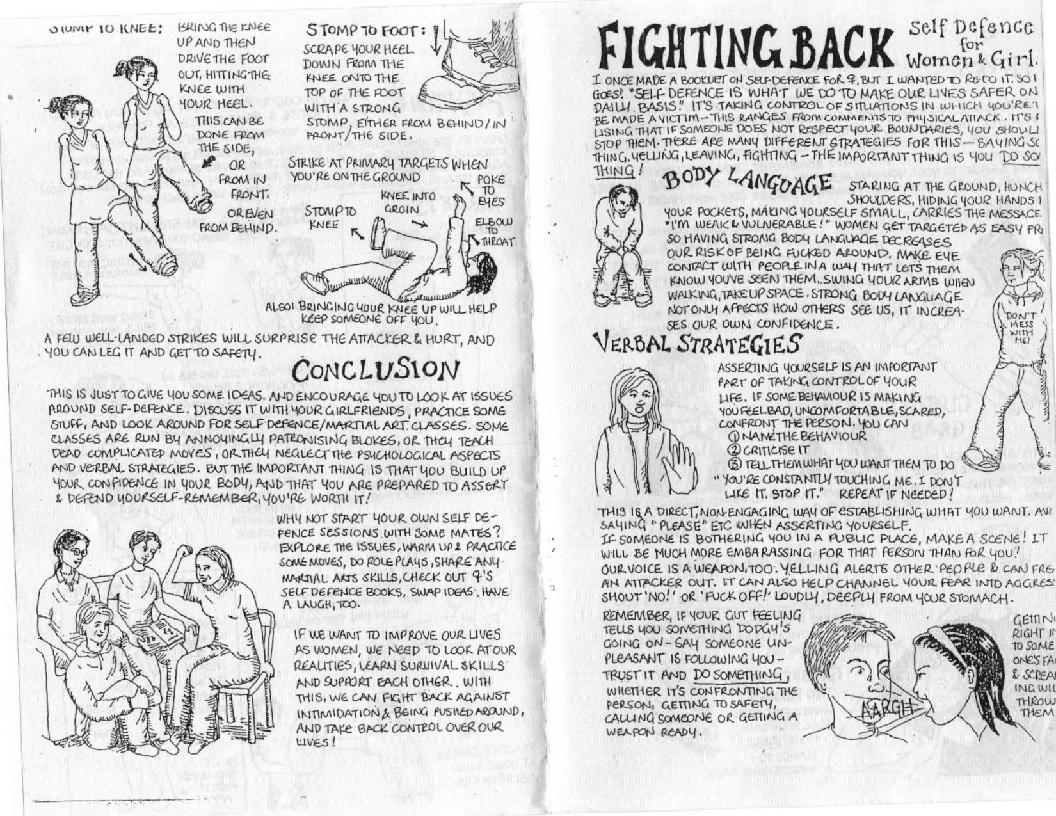 STOMP TO KNEE:
BRING THE KNEE
UP AND THEN
DRIVE THE FOOT
OUT, HITTING THE
KNEE WITH
YOUR HEEL.
THIS CAN BE
DONE FROM
THE SIDE,
OR
FROM IN
FRONT.
OR EVEN
FROM BEHIND.
STOMP TO FOOT:
SCRAPE YOUR HEEL
DOWN FROM THE
KNEE ONTO THE
TOP OF THE FOOT
WITH A STRONG
STOMP, EITHER FROM BEHIND/IN
FRONT/THE SIDE.
STRIKE AT PRIMARY TARGETS WHEN
YOU'RE ON THE GROUND
STOMP TO
KNEE
KNEE INTO
GROIN
POKE
TO
EYES
ELBOW
TO
THROAT
ALSO: BRINGING YOUR KNEE UP WILL HELP
KEEP SOMEONE OFF YOU.
A FEW WELL-LANDED STRIKES WILL SURPRISE THE ATTACKER & HURT, AND
YOU CAN LEG IT AND GET TO SAFETY.
CONCLUSION
THIS IS JUST TO GIVE YOU SOME IDEAS. AND ENCOURAGE YOU TO LOOK AT ISSUES
AROUND SELF-DEFENCE. DISCUSS IT WITH YOUR GIRLFRIENDS, PRACTICE SOME
STUFF, AND LOOK AROUND FOR SELF DEFENCE/MARTIAL ART CLASSES. SOME
CLASSES ARE RUN BY ANNOYINGLY PATRONISING BLOKES, OR THEY TEACH
DEAD COMPLICATED MOVES, OR THEY NEGLECT THE PSYCHOLOGICAL ASPECTS
AND VERBAL STRATEGIES. BUT THE IMPORTANT THING IS THAT YOU BUILD UP
YOUR CONFIDENCE IN YOUR BODY, AND THAT YOU ARE PREPARED TO ASSERT
& DEFEND YOURSELF-REMEMBER, YOU'RE WORTH IT!
WHY NOT START YOUR OWN SELF DE-
FENCE SESSIONS WITH SOME MATES?
EXPLORE THE ISSUES, WARM UP & PRACTICE
SOME MOVES, DO ROLE PLAYS, SHARE ANY
MARTIAL ARTS SKILLS, CHECK OUT ♀'S
SELF DEFENCE BOOKS, SWAP IDEAS. HAVE
A LAUGH, TOO.
IF WE WANT TO IMPROVE OUR LIVES
AS WOMEN, WE NEED TO LOOK AT OUR
REALITIES, LEARN SURVIVAL SKILLS
AND SUPPORT EACH OTHER. WITH
THIS, WE CAN FIGHT BACK AGAINST
INTIMIDATION & BEING PUSHED AROUND,
AND TAKE BACK CONTROL OVER OUR
LIVES!
FIGHTING BACK
Self Defence
for
Women & Girl
I ONCE MADE A BOOKLET ON SELF-DEFENCE FOR ♀, BUT I WANTED TO RE-DO IT. SO I
GOES! "SELF DEFENCE IS WHAT WE DO TO MAKE OUR LIVES SAFER ON
DAILY BASIS." IT'S TAKING CONTROL OF SITUATIONS IN WHICH YOU'RE
BE MADE A VICTIM--THIS RANGES FROM COMMENTS TO PHYSICAL ATTACK. IT'S
LISING THAT IF SOMEONE DOES NOT RESPECT YOUR BOUNDARIES, YOU SHOUL
STOP THEM. THERE ARE MANY DIFFERENT STRATEGIES FOR THIS - SAYING SO
THING, YELLING, LEAVING, FIGHTING - THE IMPORTANT THING IS YOU DO SO
THING!
BODY LANGUAGE
STARING AT THE GROUND, HUNCH
SHOULDERS, HIDING YOUR HANDS I
YOUR POCKETS, MAKING YOURSELF SMALL, CARRIES THE MESSAGE
"I'M WEAK & VULNERABLE!" WOMEN GET TARGETED AS EASY PR
SO HAVING STRONG BODY LANGUAGE DECREASES
OUR RISK OF BEING FUCKED AROUND. MAKE EYE
CONTACT WITH PEOPLE IN A WAY THAT LETS THEM
KNOW YOU'VE SEEN THEM. SWING YOUR ARMS WHEN
WALKING, TAKE UP SPACE. STRONG BODY LANGUAGE
NOT ONLY AFFECTS HOW OTHERS SEE US, IT INCREA-
SES OUR OWN CONFIDENCE.
DON'T
MESS
WITH
ME!
VERBAL STRATEGIES
ASSERTING YOURSELF IS AN IMPORTANT
PART OF TAKING CONTROL OF YOUR
LIFE. IF SOME BEHAVIOUR IS MAKING
YOU FEEL BAD, UNCOMFORTABLE, SCARED,
CONFRONT THE PERSON. YOU CAN
① NAME THE BEHAVIOUR
② CRITICISE IT
③ TELL THEM WHAT YOU WANT THEM TO DO
"YOU'RE CONSTANTLY TOUCHING ME. I DON'T
LIKE IT. STOP IT." REPEAT IF NEEDED!
THIS IS A DIRECT, NON-ENGAGING WAY OF ESTABLISHING WHAT YOU WANT. AV
SAYING "PLEASE" ETC WHEN ASSERTING YOURSELF.
IF SOMEONE IS BOTHERING YOU IN A PUBLIC PLACE, MAKE A SCENE! IT
WILL BE MUCH MORE EMBARASSING FOR THAT PERSON THAN FOR YOU!
OUR VOICE IS A WEAPON, TOO. YELLING ALERTS OTHER PEOPLE & CAN FRE
AN ATTACKER OUT. IT CAN ALSO HELP CHANNEL YOUR FEAR INTO AGGRES
SHOUT 'NO!' OR 'FUCK OFF!' LOUDLY, DEEPLY FROM YOUR STOMACH.
REMEMBER, IF YOUR GUT FEELING
TELLS YOU SOMETHING DODGY'S
GOING ON-SAY SOMEONE UN-
PLEASANT IS FOLLOWING YOU-
TRUST IT AND DO SOMETHING,
WHETHER IT'S CONFRONTING THE
PERSON, GETTING TO SAFETY,
CALLING SOMEONE OR GETTING A
WEAPON READY.
AARGH
GETTIN
RIGHT I
TO SOME
ONE'S FA
& SCREA
ING WIL
THROW
THEM